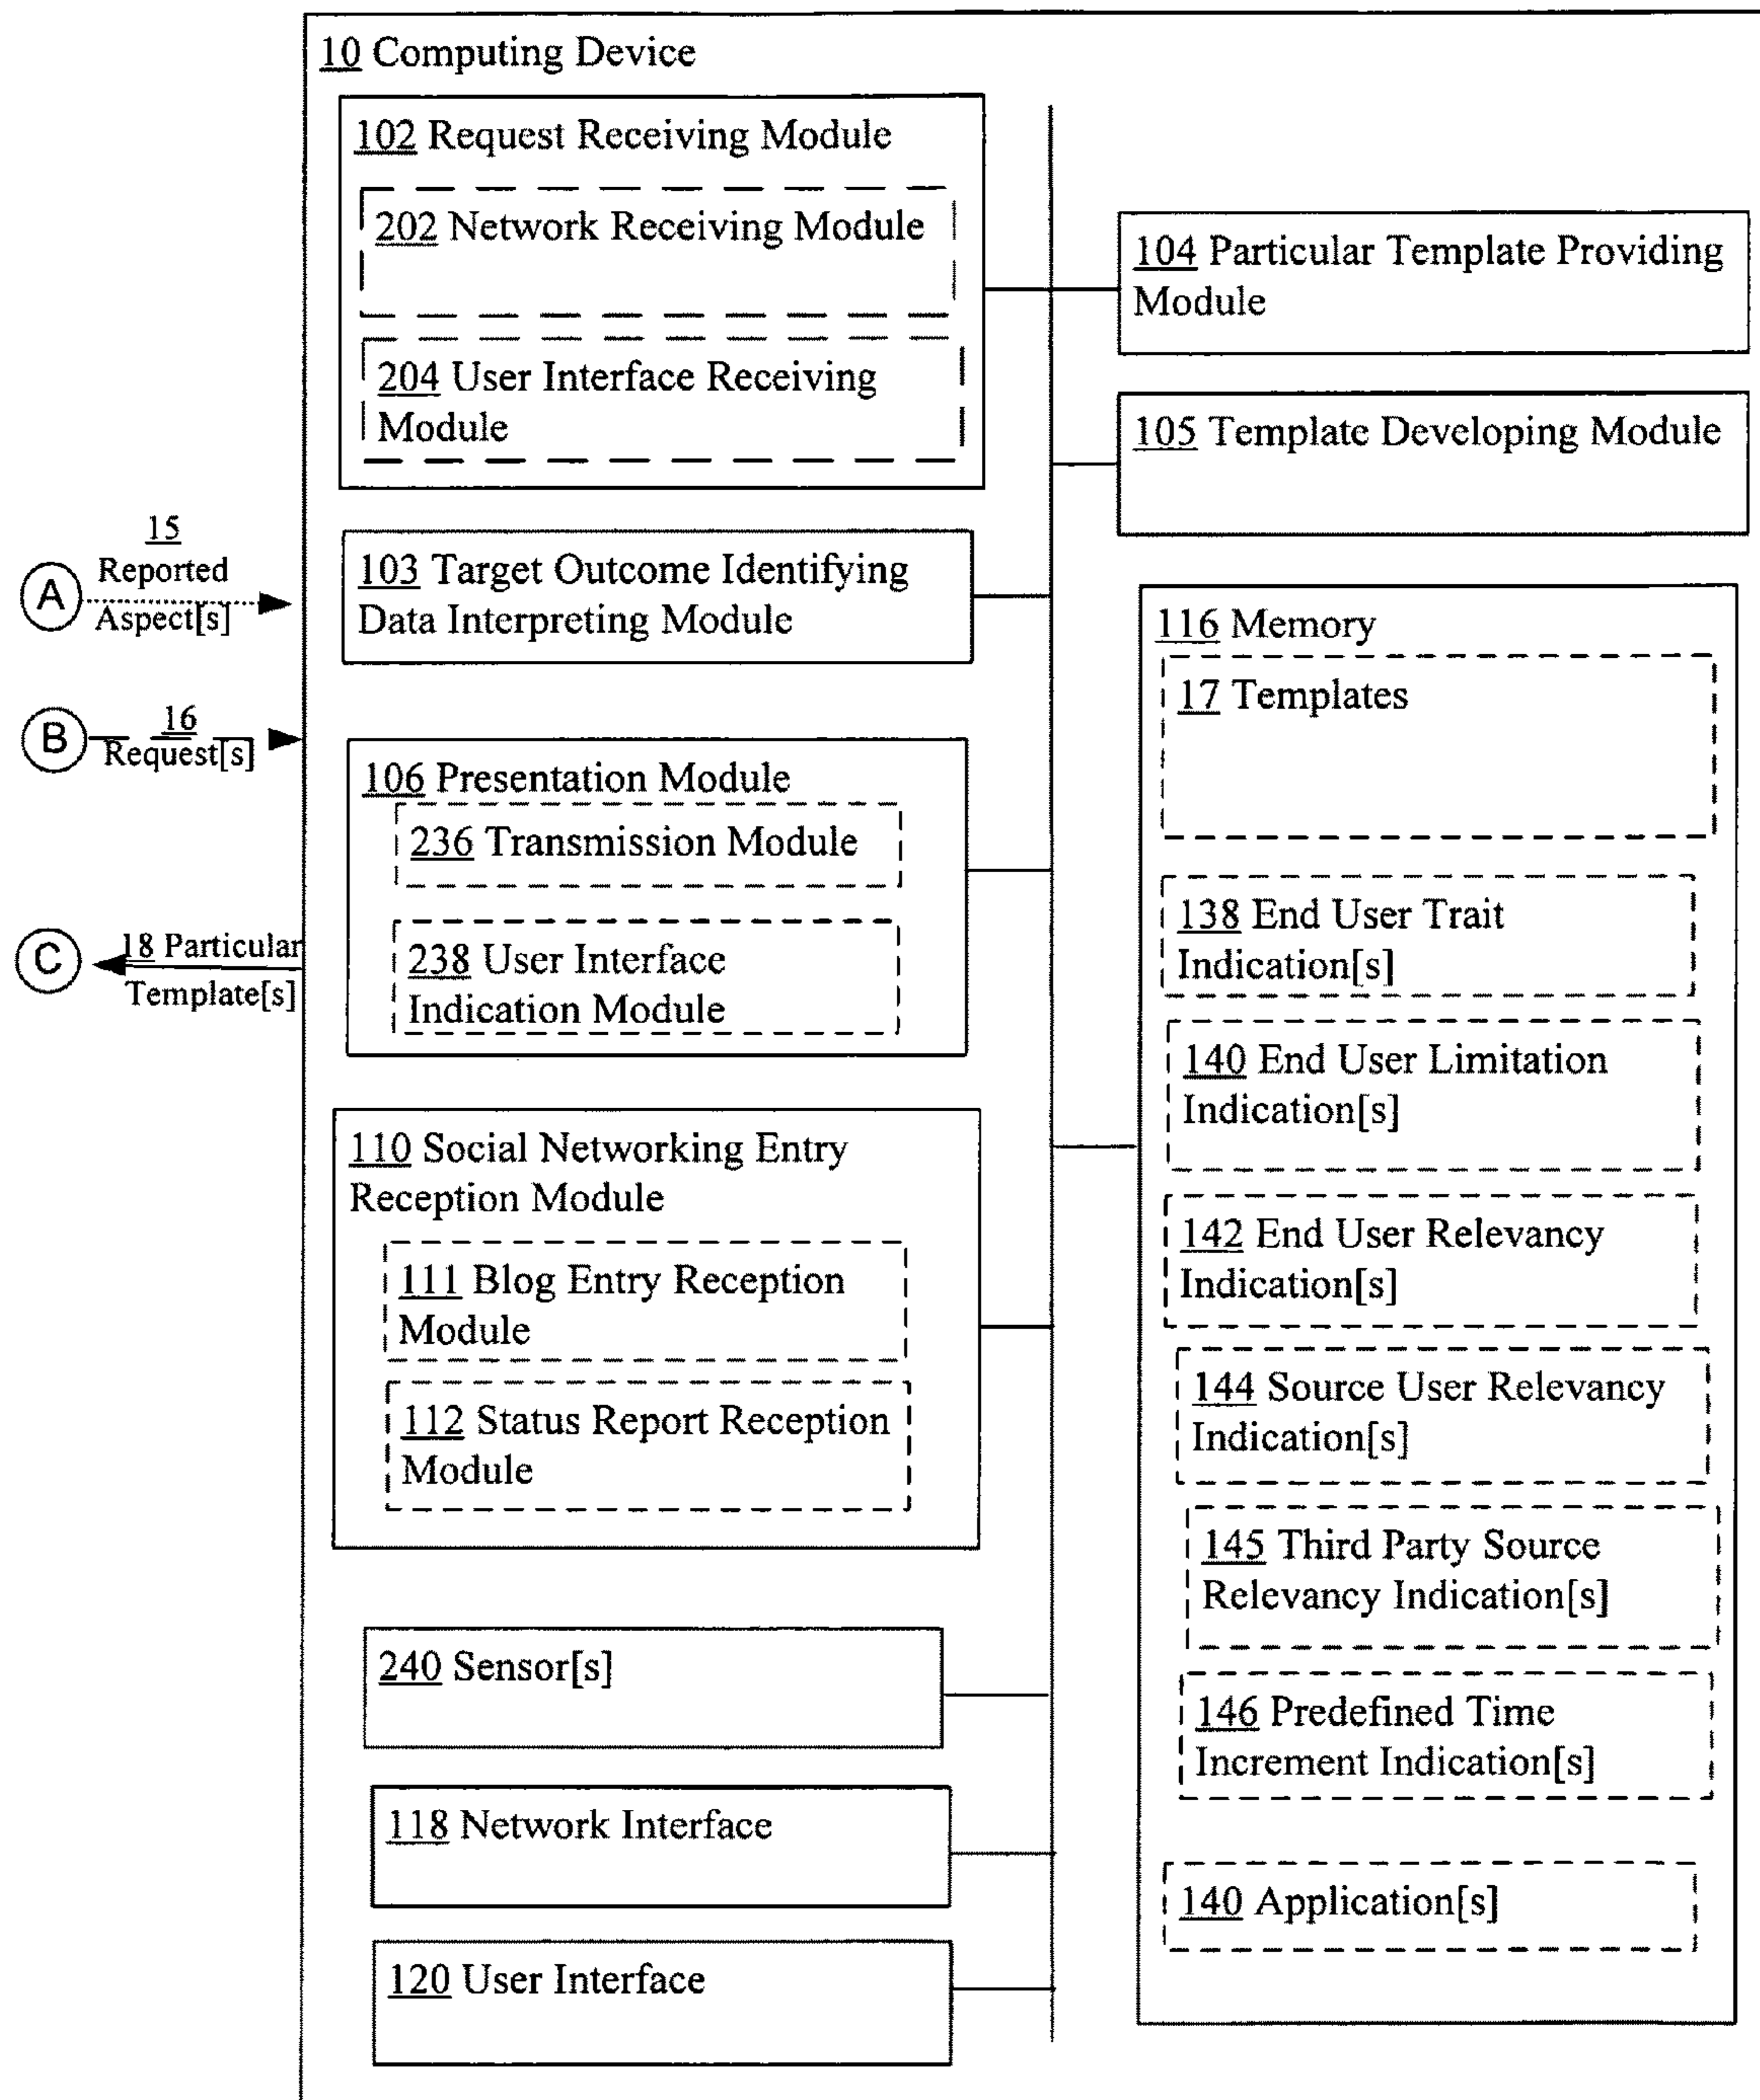 10 Computing Device
102 Request Receiving Module
202 Network Receiving Module
204 User Interface Receiving
Module
15
Reported
Aspect[s]
A
103 Target Outcome Identifying
Data Interpreting Module
B
16
Request[s]
106 Presentation Module
236 Transmission Module
238 User Interface
Indication Module
C
18 Particular
Template[s]
110 Social Networking Entry
Reception Module
111 Blog Entry Reception
Module
112 Status Report Reception
Module
240 Sensor[s]
118 Network Interface
120 User Interface
104 Particular Template Providing
Module
105 Template Developing Module
116 Memory
17 Templates
138 End User Trait
Indication[s]
140 End User Limitation
Indication[s]
142 End User Relevancy
Indication[s]
144 Source User Relevancy
Indication[s]
145 Third Party Source
Relevancy Indication[s]
146 Predefined Time
Increment Indication[s]
140 Application[s]